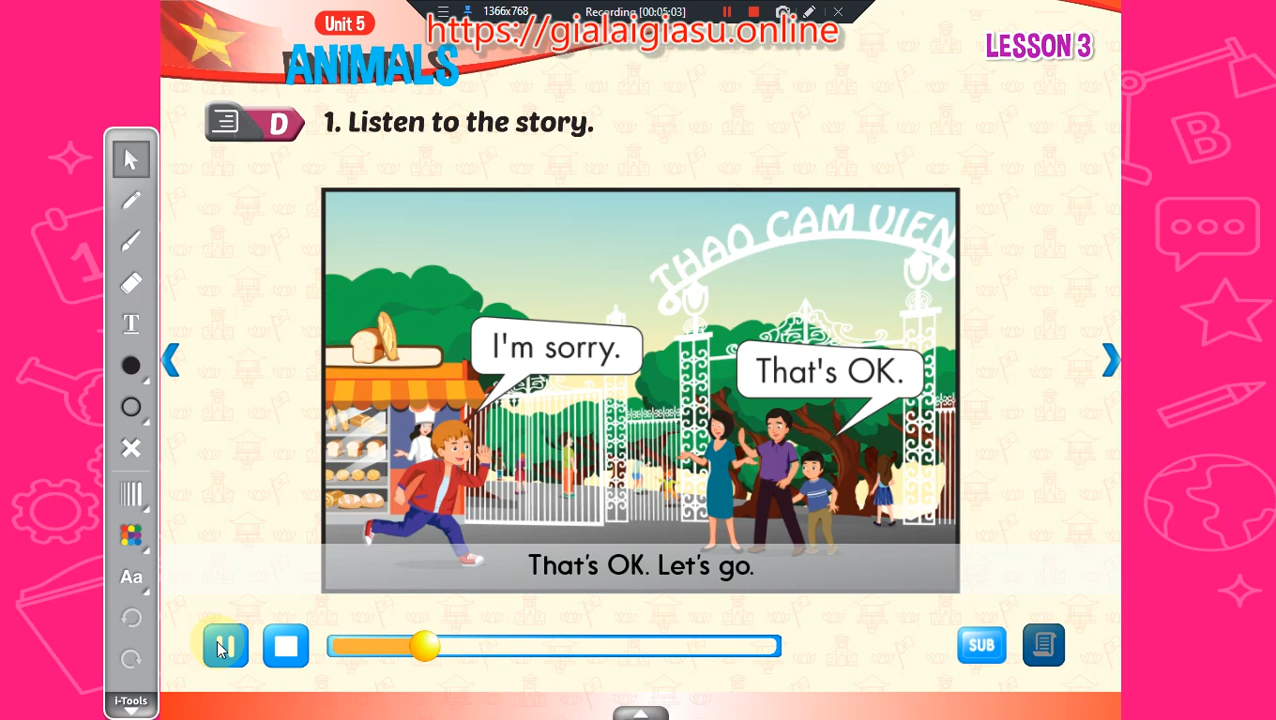 1366x768
Recording [00:05:03]
https://gialaigiasu.online
Unit 5
ANIMALS
LESSON 3
D
1. Listen to the story.
THAO CAM VIEN
I'm sorry.
That's OK.
That's OK. Let's go.
T
Aa
i-Tools
SUB
1
B